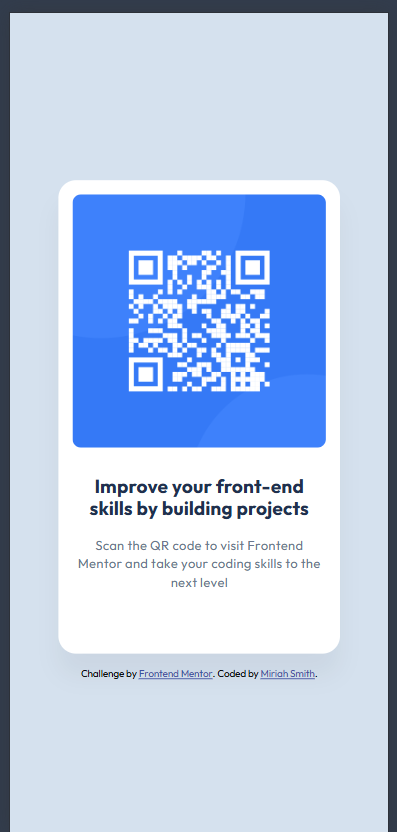 Improve your front-end
skills by building projects
Scan the QR code to visit Frontend
Mentor and take your coding skills to the
next level
Challenge by Frontend Mentor. Coded by Miriah Smith.